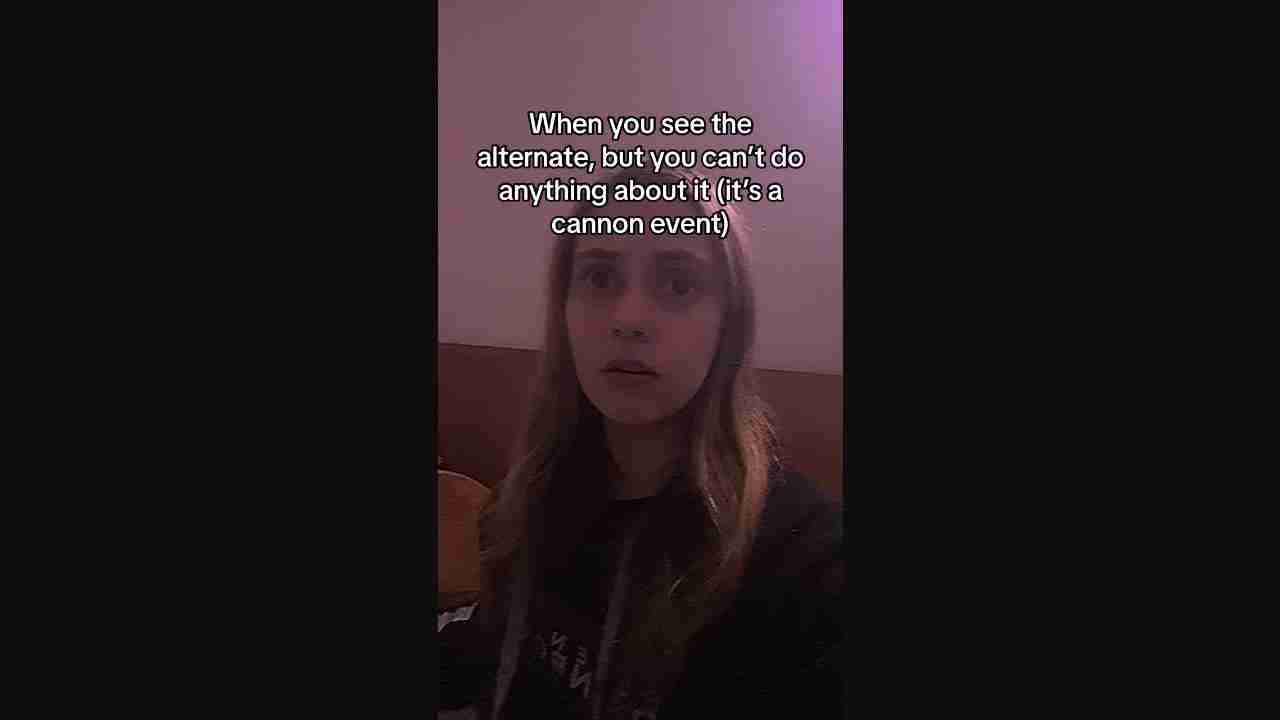 When you see the
alternate, but you can’t do
anything about it (it’s a
cannon event)